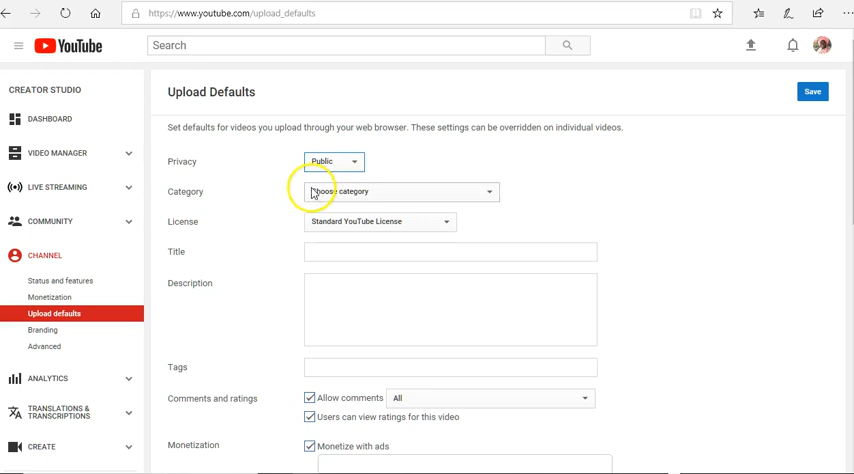 https://www.youtube.com/upload_defaults
YouTube
Search
CREATOR STUDIO
DASHBOARD
VIDEO MANAGER
LIVE STREAMING
COMMUNITY
CHANNEL
Status and features
Monetization
Upload defaults
Branding
Advanced
ANALYTICS
TRANSLATIONS &
TRANSCRIPTIONS
CREATE
Upload Defaults
Save
Set defaults for videos you upload through your web browser. These settings can be overridden on individual videos.
Privacy Public
Category Choose category
License Standard YouTube License
Title
Description
Tags
Comments and ratings Allow comments All
Users can view ratings for this video
Monetization Monetize with ads